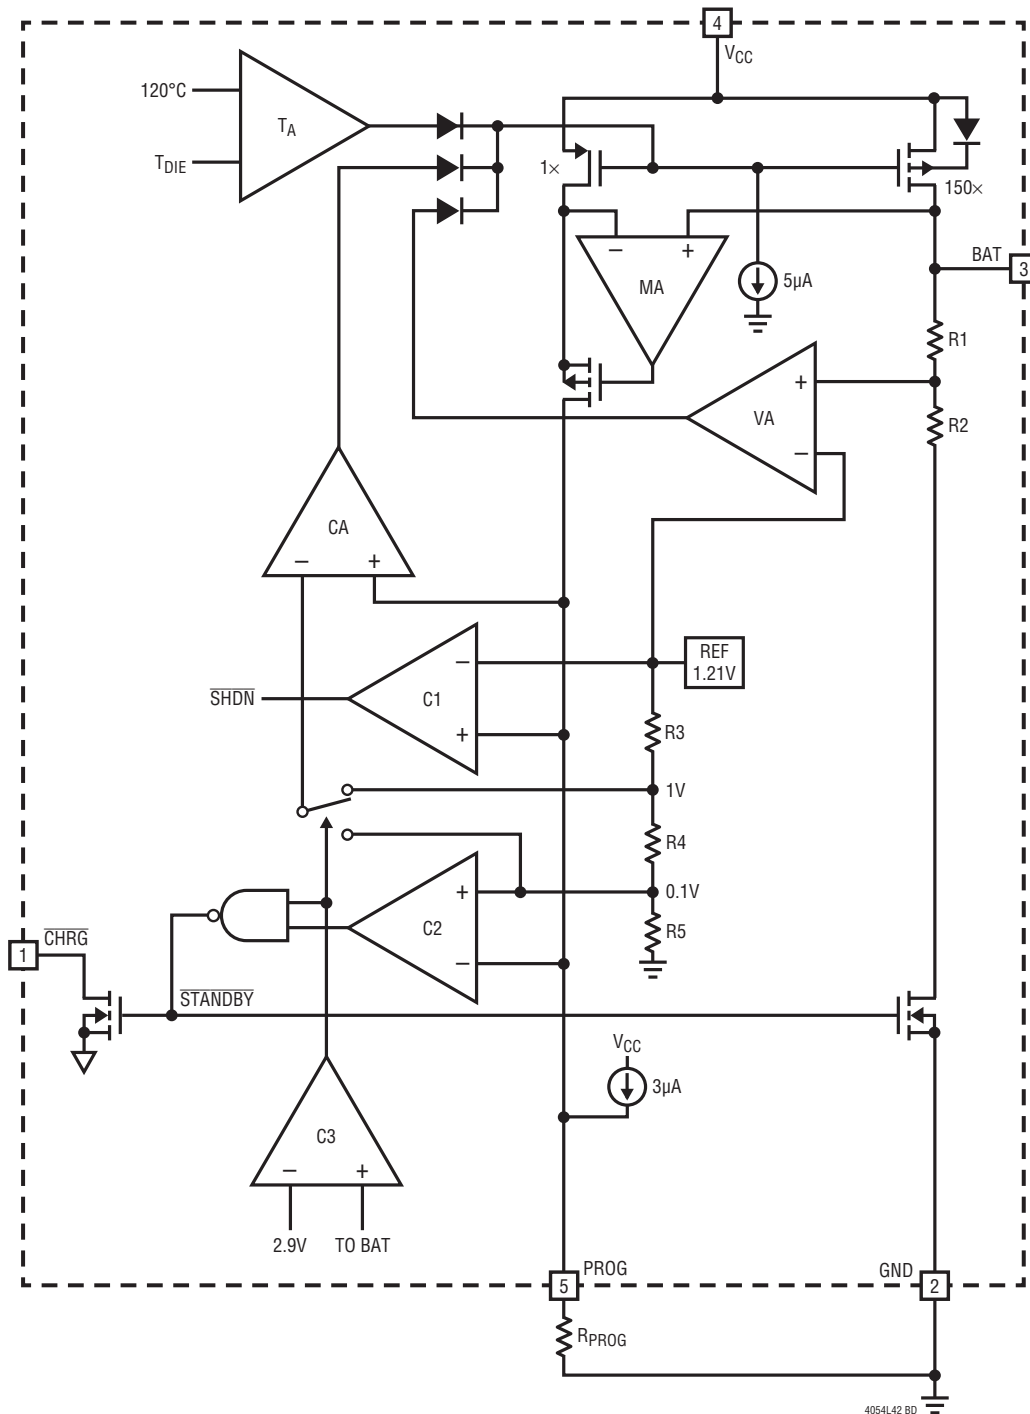 4
VCC
120°C
TA
TDIE
1×
150×
BAT
3
– +
MA
5µA
R1
+
VA
R2
–
CA
– +
REF
1.21V
–
SHDN
C1
R3
+
1V
R4
+
0.1V
C2
R5
CHRG
1
–
STANDBY
VCC
3µA
C3
– +
2.9V
TO BAT
PROG
GND
5
2
RPROG
4054L42 BD